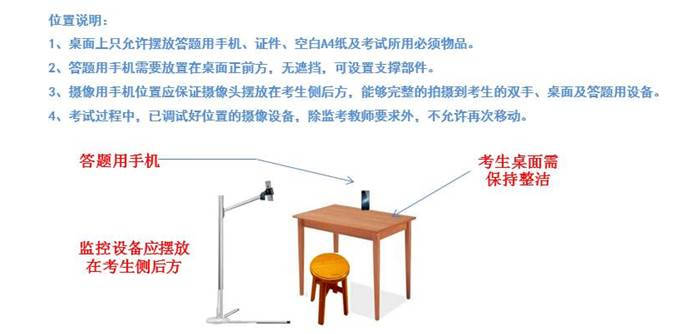 位置说明：
1、桌面上只允许摆放答题用手机、证件、空白A4纸及考试所用必须物品。
2、答题用手机需要放置在桌面正前方，无遮挡，可设置支撑部件。
3、摄像用手机位置应保证摄像头摆放在考生侧后方，能够完整的拍摄到考生的双手、桌面及答题用设备。
4、考试过程中，已调试好位置的摄像设备，除监考教师要求外，不允许再次移动。
答题用手机
考生桌面需
保持整洁
监控设备应摆放
在考生侧后方